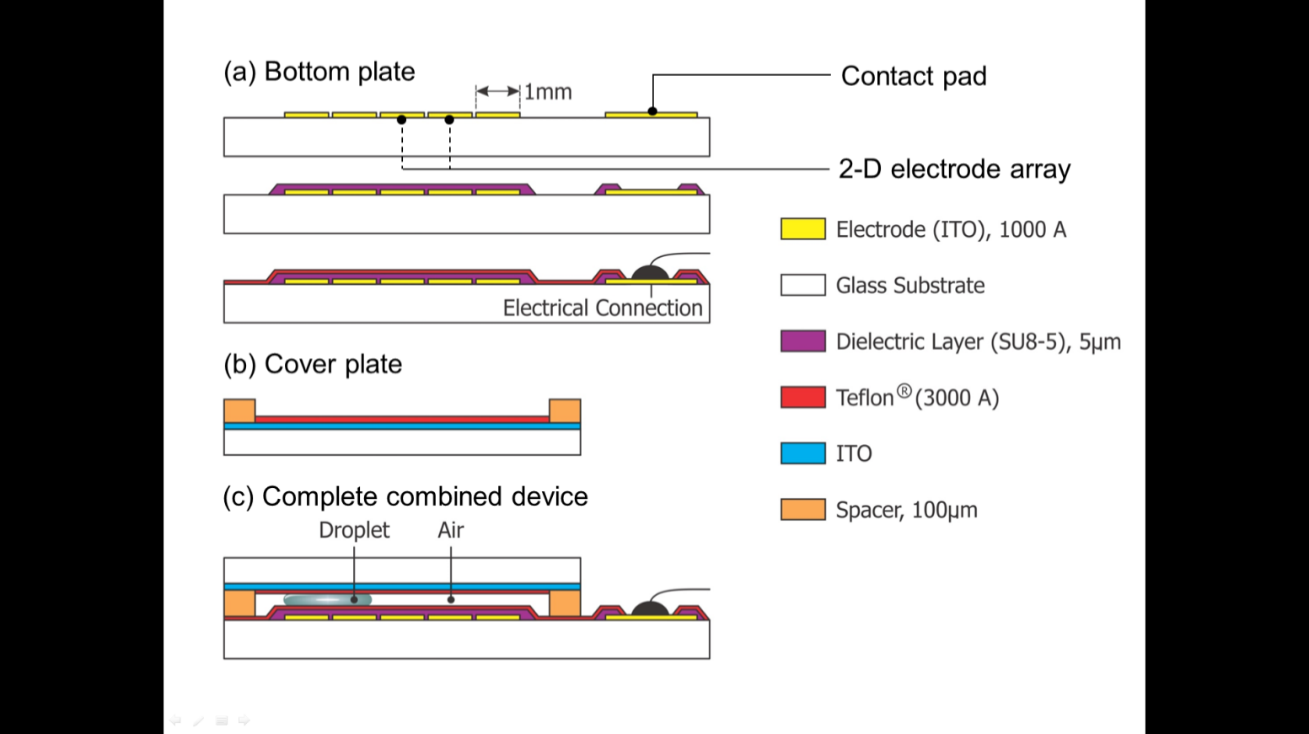 (a) Bottom plate
1mm
Contact pad
2-D electrode array
Electrode (ITO), 1000 A
Glass Substrate
Electrical Connection
Dielectric Layer (SU8-5), 5μm
(b) Cover plate
Teflon®(3000 A)
ITO
(c) Complete combined device
Spacer, 100μm
Droplet
Air